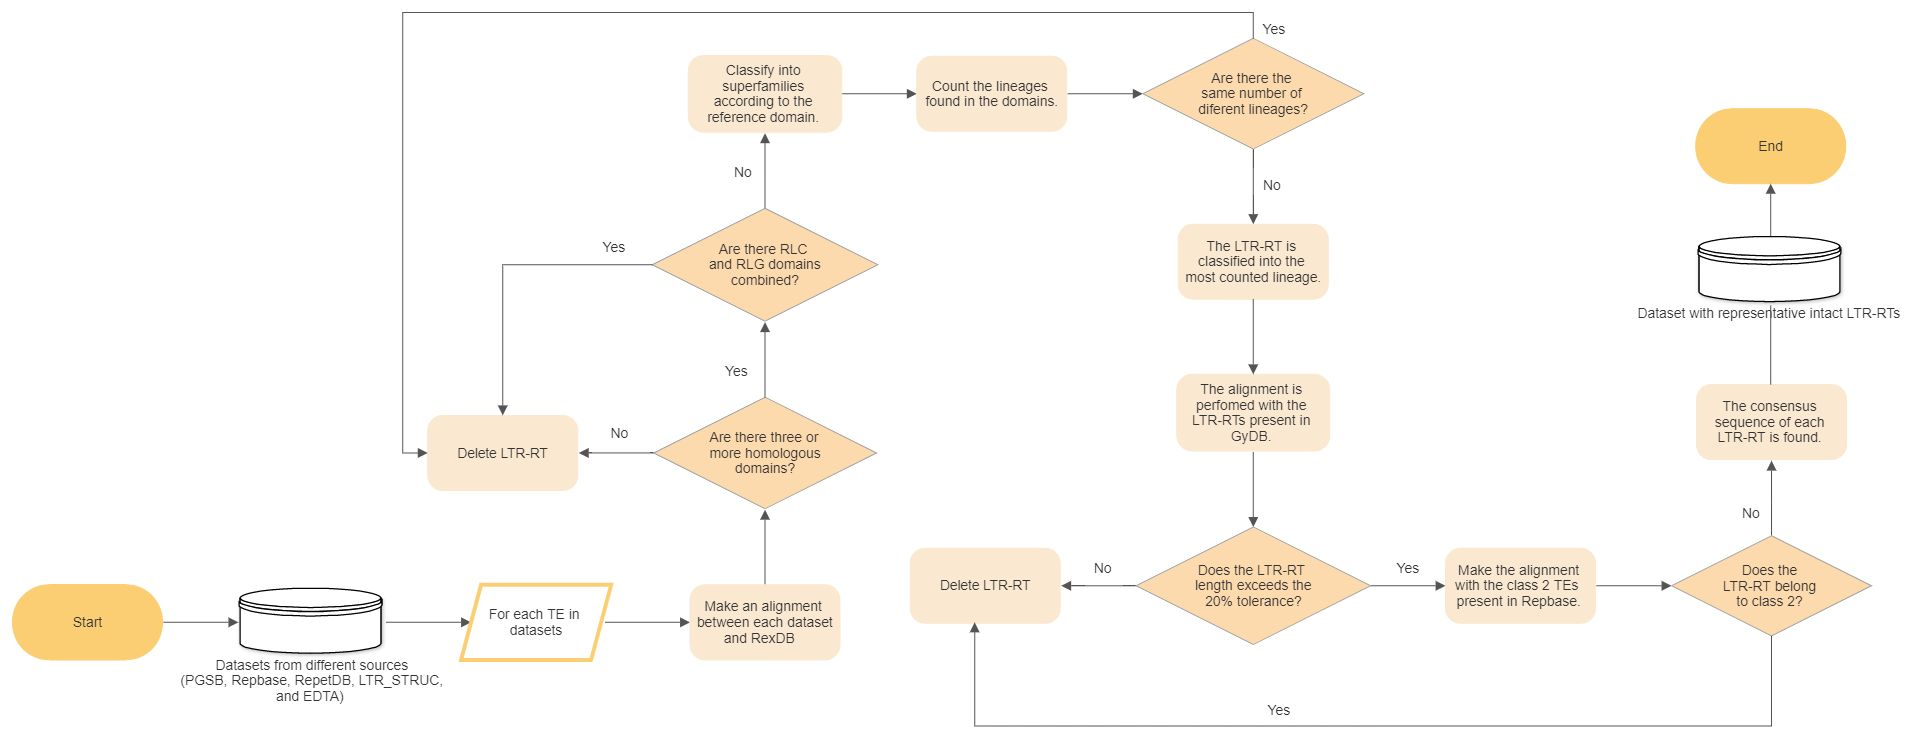 Start
Datasets from different sources
(PGSB, Repbase, RepetDB, LTR_STRUC,
and EDTA)
For each TE in
datasets
Make an alignment
between each dataset
and RexDB
Are there three or
more homologous
domains?
No
Delete LTR-RT
Yes
Are there RLC
and RLG domains
combined?
Yes
No
Classify into
superfamilies
according to the
reference domain.
Count the lineages
found in the domains.
Are there the
same number of
diferent lineages?
Yes
No
The LTR-RT is
classified into the
most counted lineage.
The alignment is
perfomed with the
LTR-RTs present in
GyDB.
Does the LTR-RT
length exceeds the
20% tolerance?
No
Delete LTR-RT
Yes
Make the alignment
with the class 2 TEs
present in Repbase.
Does the
LTR-RT belong
to class 2?
Yes
No
The consensus
sequence of each
LTR-RT is found.
Dataset with representative intact LTR-RTs
End